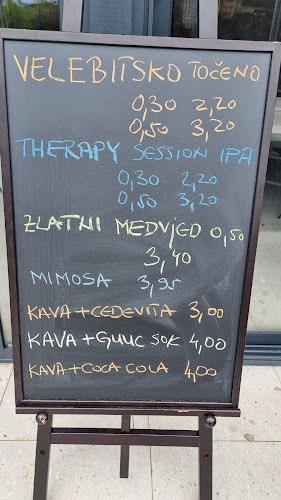 VELEBITSKO TOČENO
0,30 2,20
0,50 3,20
THERAPY SESSION IPA
0,30 2,20
0,50 3,20
ZLATNI MEDVJED 0,50
3,40
MIMOSA 3,95
KAVA + CEDEVITA 3,00
KAVA + GUUC SOK 4,00
KAVA + COCA COLA 4,00